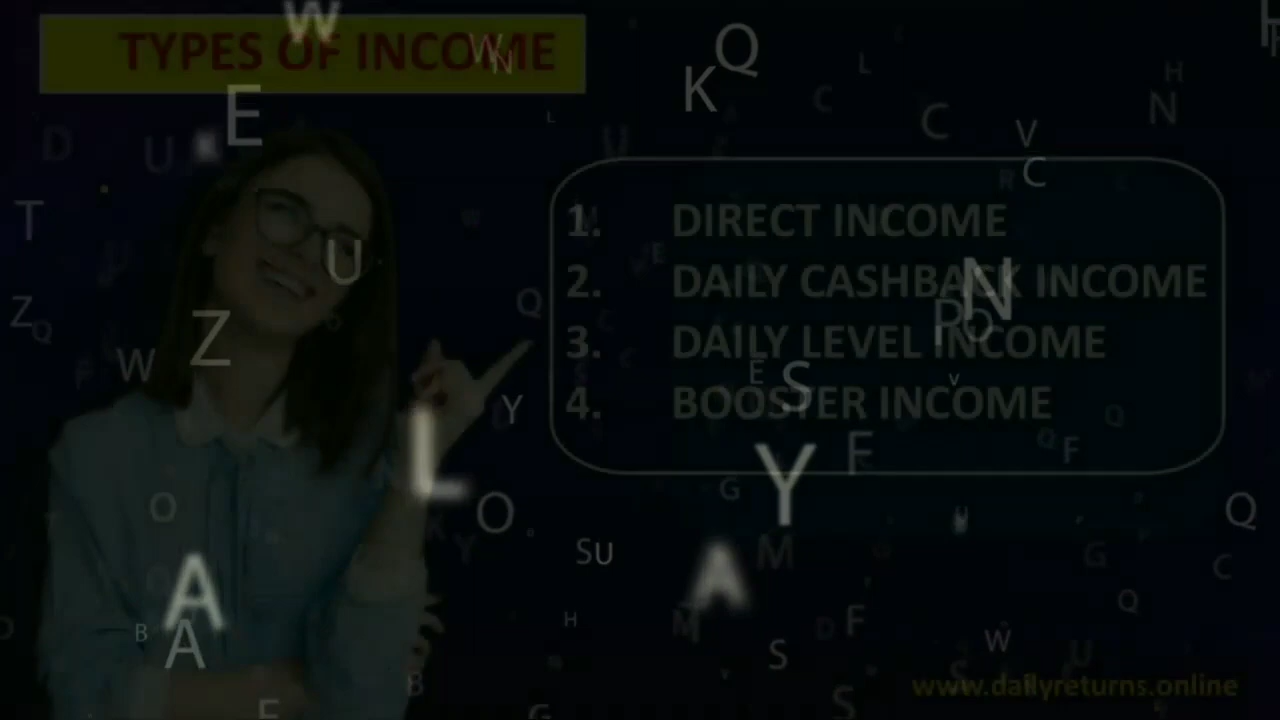 TYPES OF INCOME
1. DIRECT INCOME
2. DAILY CASHBACK INCOME
3. DAILY LEVEL INCOME
4. BOOSTER INCOME
www.dailyreturns.online